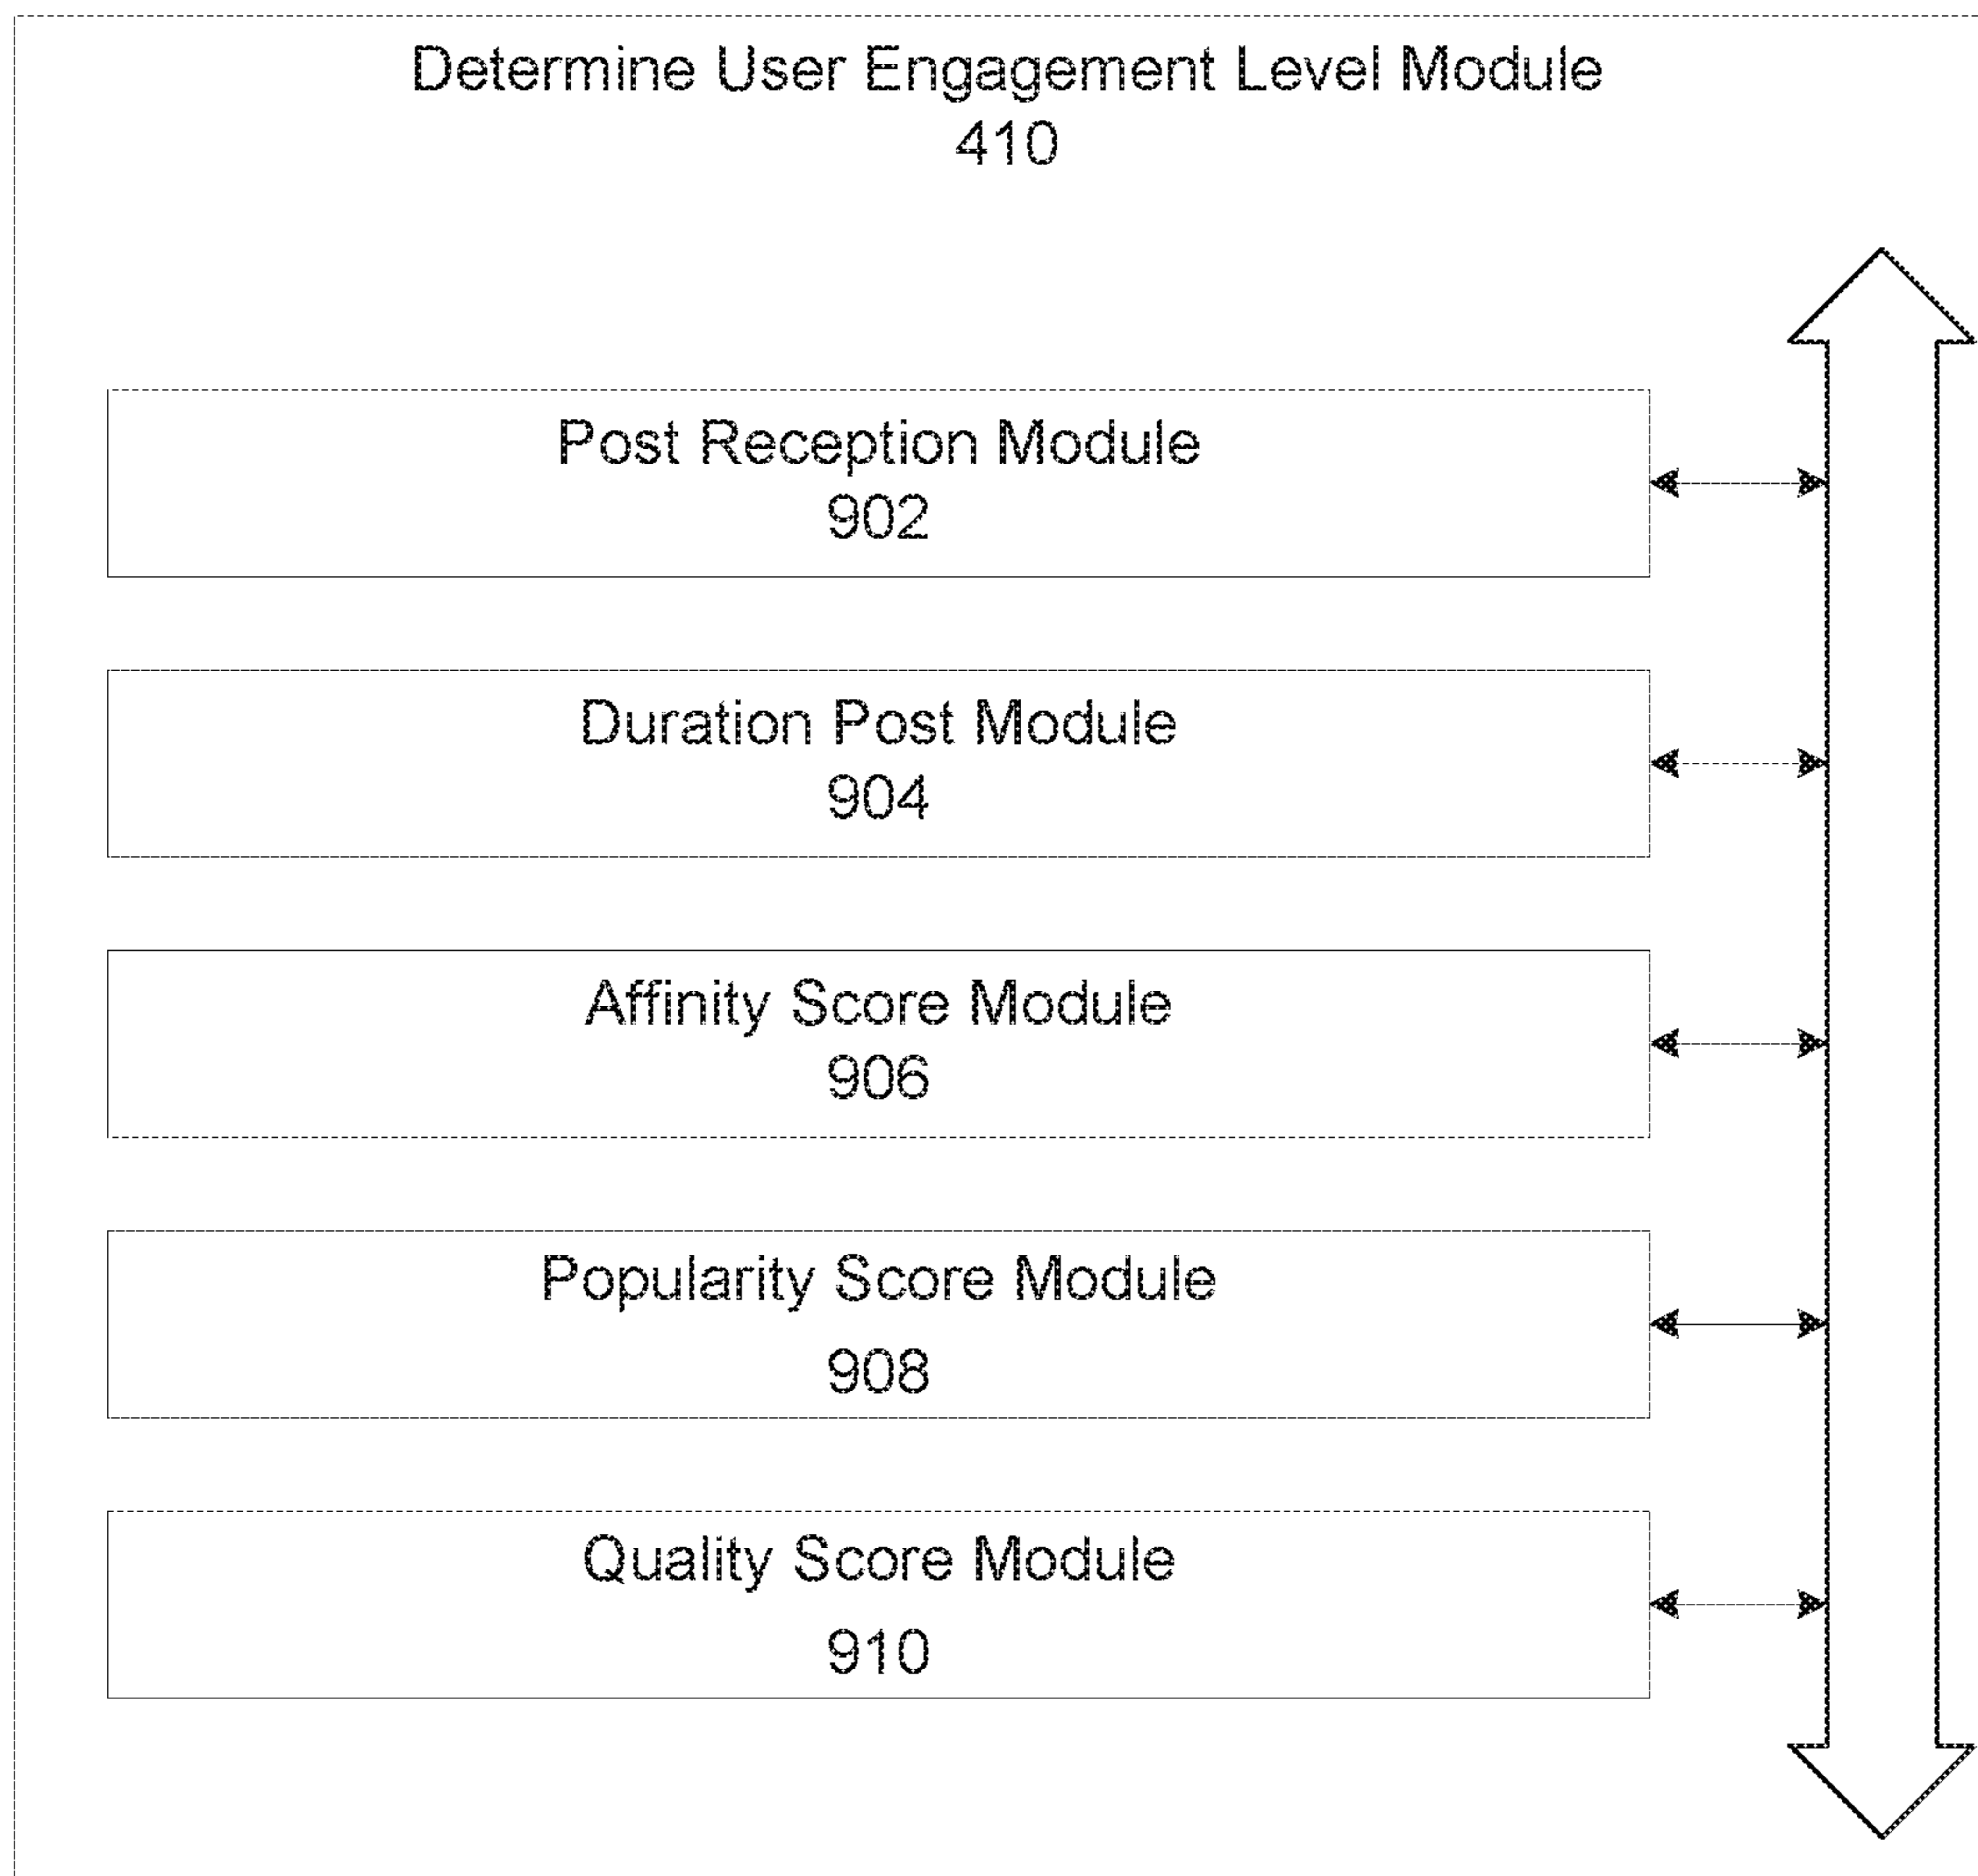 Determine User Engagement Level Module
410
Post Reception Module
902
Duration Post Module
904
Affinity Score Module
906
Popularity Score Module
908
Quality Score Module
910